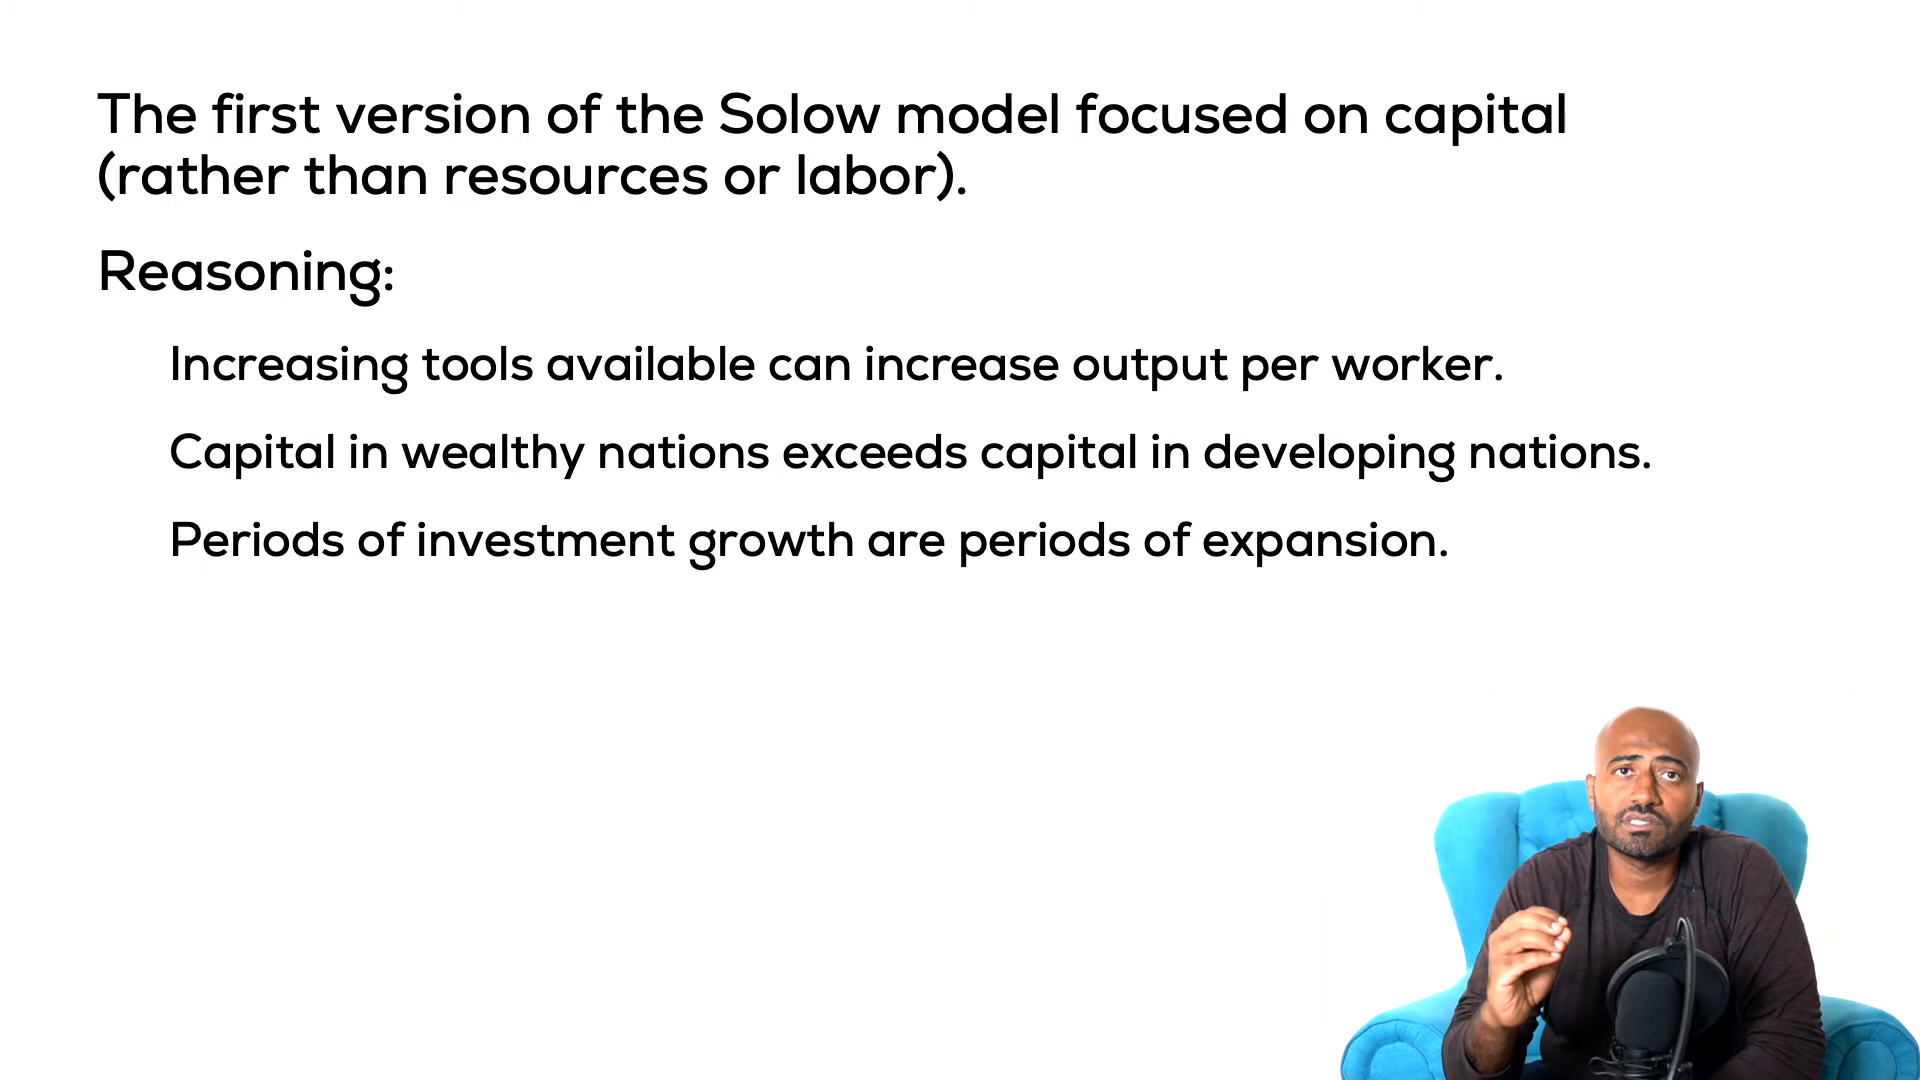 The first version of the Solow model focused on capital
(rather than resources or labor).
Reasoning:
Increasing tools available can increase output per worker.
Capital in wealthy nations exceeds capital in developing nations.
Periods of investment growth are periods of expansion.